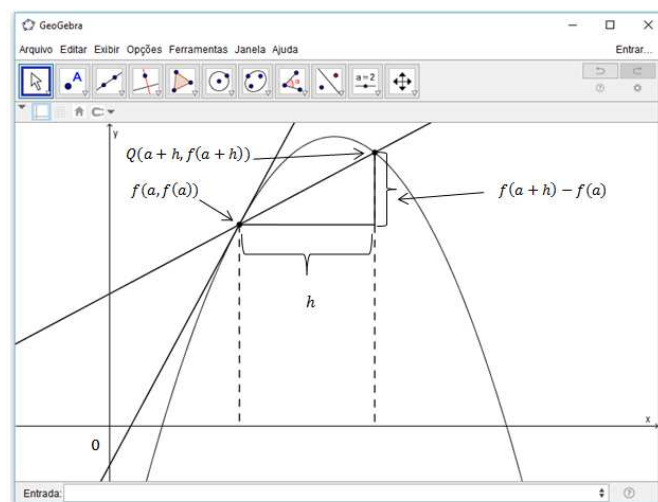 GeoGebra
Arquivo Editar Exibir Opções Ferramentas Janela Ajuda
Entrar...
A
α
a = 2
y
Q(a + h, f(a + h))
f(a, f(a))
f(a + h) − f(a)
h
x
0
Entrada: